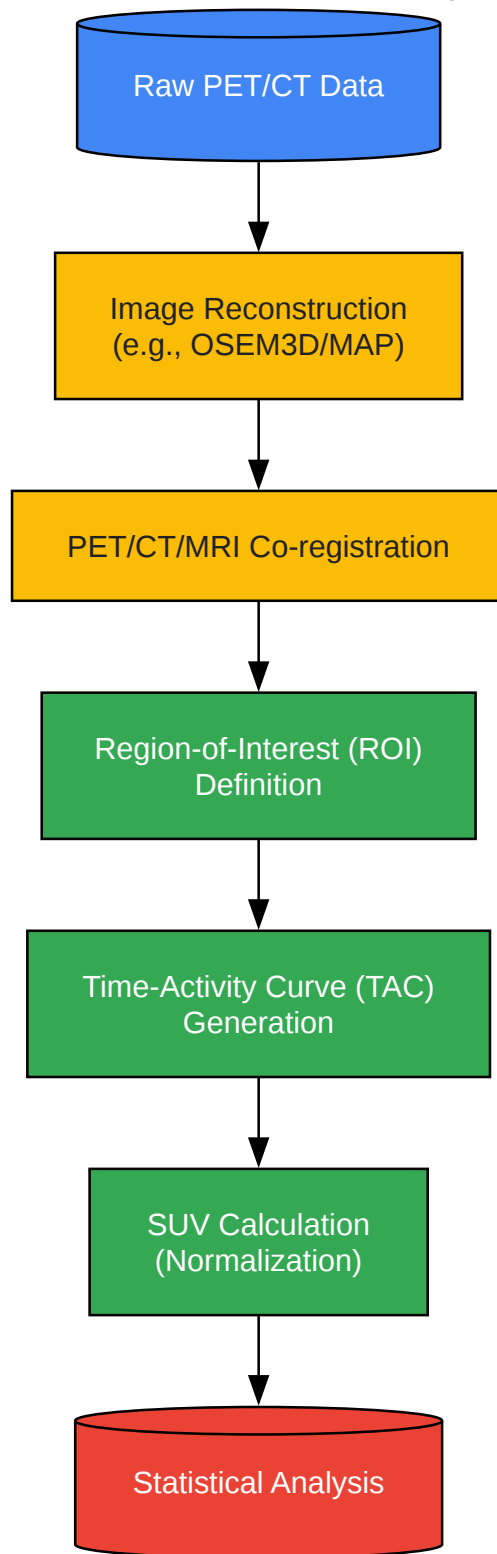 Raw PET/CT Data
Image Reconstruction
(e.g., OSEM3D/MAP)
PET/CT/MRI Co-registration
Region-of-Interest (ROI)
Definition
Time-Activity Curve (TAC)
Generation
SUV Calculation
(Normalization)
Statistical Analysis